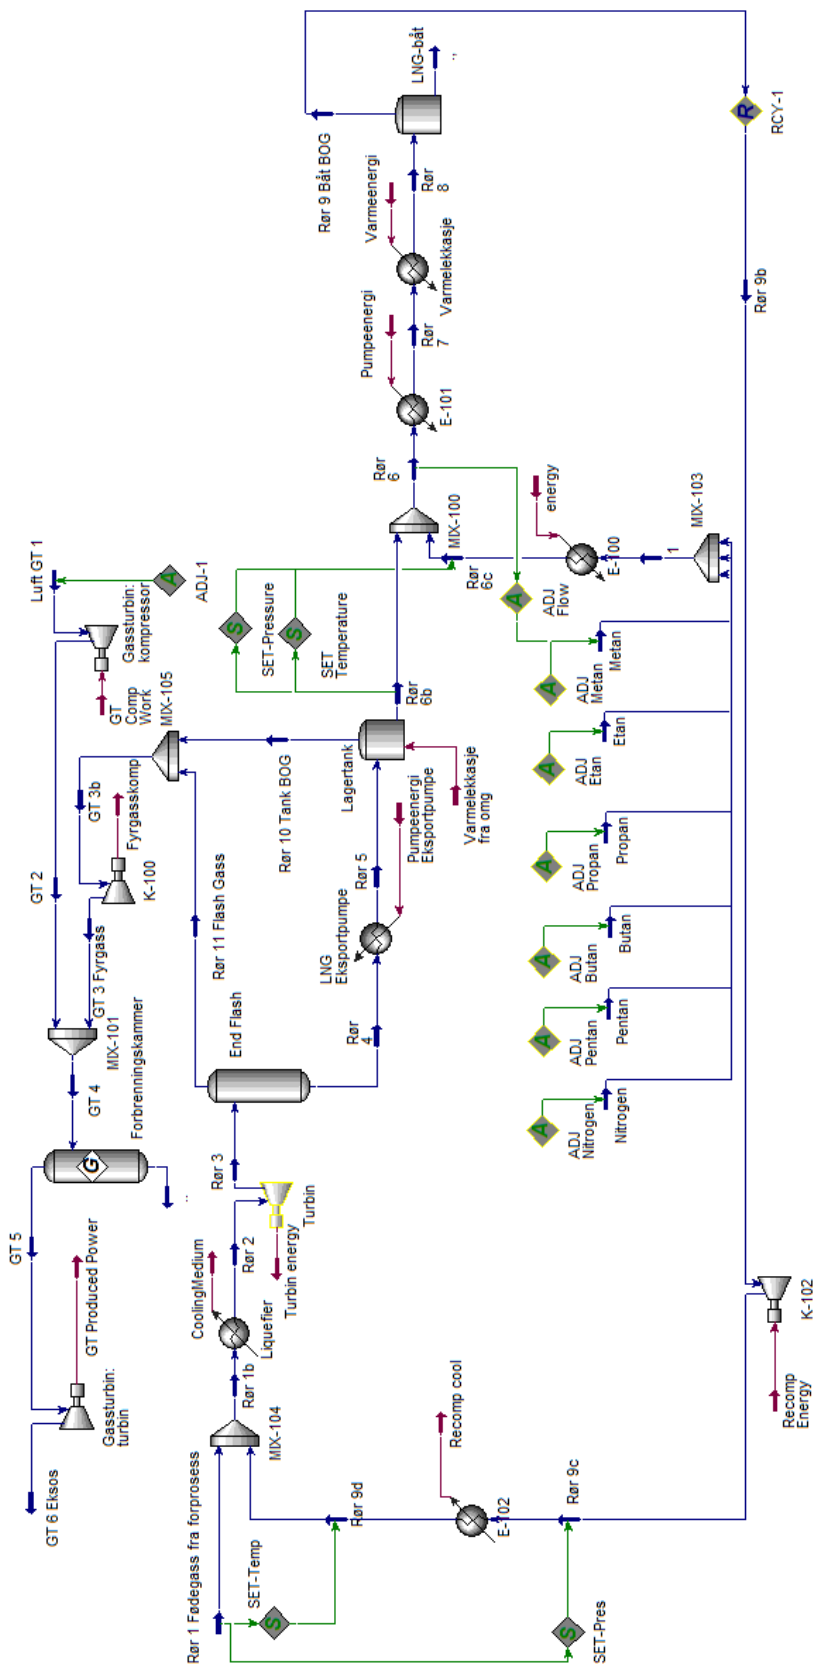 GT 6 Eksos
Gassturbin:
turbin
GT Produced Power
GT 5
G
Forbrenningskammer
GT 4
MIX-101
GT 3 Fyrgass
GT 2
K-100
Fyrgasskomp
GT 3b
MIX-105
GT
Comp
Work
Gassturbin:
kompressor
Luft GT 1
A
ADJ-1
Rør 1 Fødegass fra forprosess
SET-Temp
S
Rør 9d
MIX-104
Rør 1b
Liquefier
CoolingMedium
Rør 2
Turbin energy
Turbin
Rør 3
End Flash
Rør 11 Flash Gass
Rør
4
LNG
Eksportpumpe
Rør 5
Pumpeenergi
Eksportpumpe
Lagertank
Rør 10 Tank BOG
Varmelekkasje
fra omg
Rør
6b
S
SET-Pressure
S
SET
Temperature
MIX-100
Rør
6
Rør
6c
E-101
Pumpeenergi
Rør
7
Varmelekkasje
Varmeenergi
Rør
8
Rør 9 Båt BOG
LNG-båt
R
RCY-1
Rør 9b
energy
E-100
1
MIX-103
A
ADJ
Flow
A
ADJ
Metan
Metan
A
ADJ
Etan
Etan
A
ADJ
Propan
Propan
A
ADJ
Butan
Butan
A
ADJ
Pentan
Pentan
A
ADJ
Nitrogen
Nitrogen
K-102
Recomp
Energy
Rør 9c
E-102
Recomp cool
S
SET-Pres